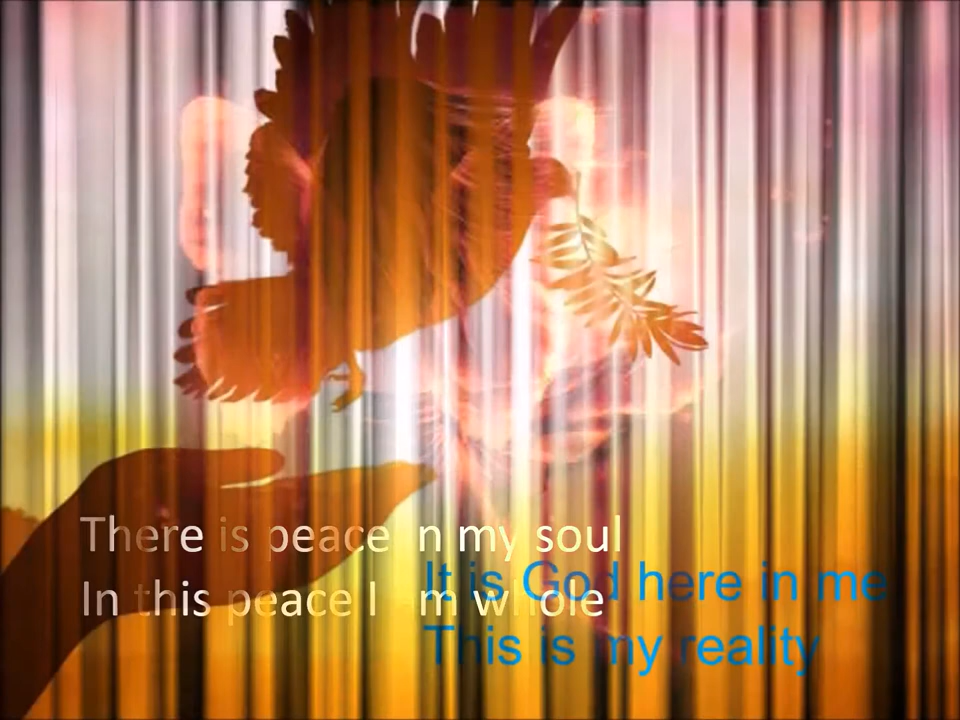 There is peace in my soul
In this peace I am whole
It is God here in me
This is my reality